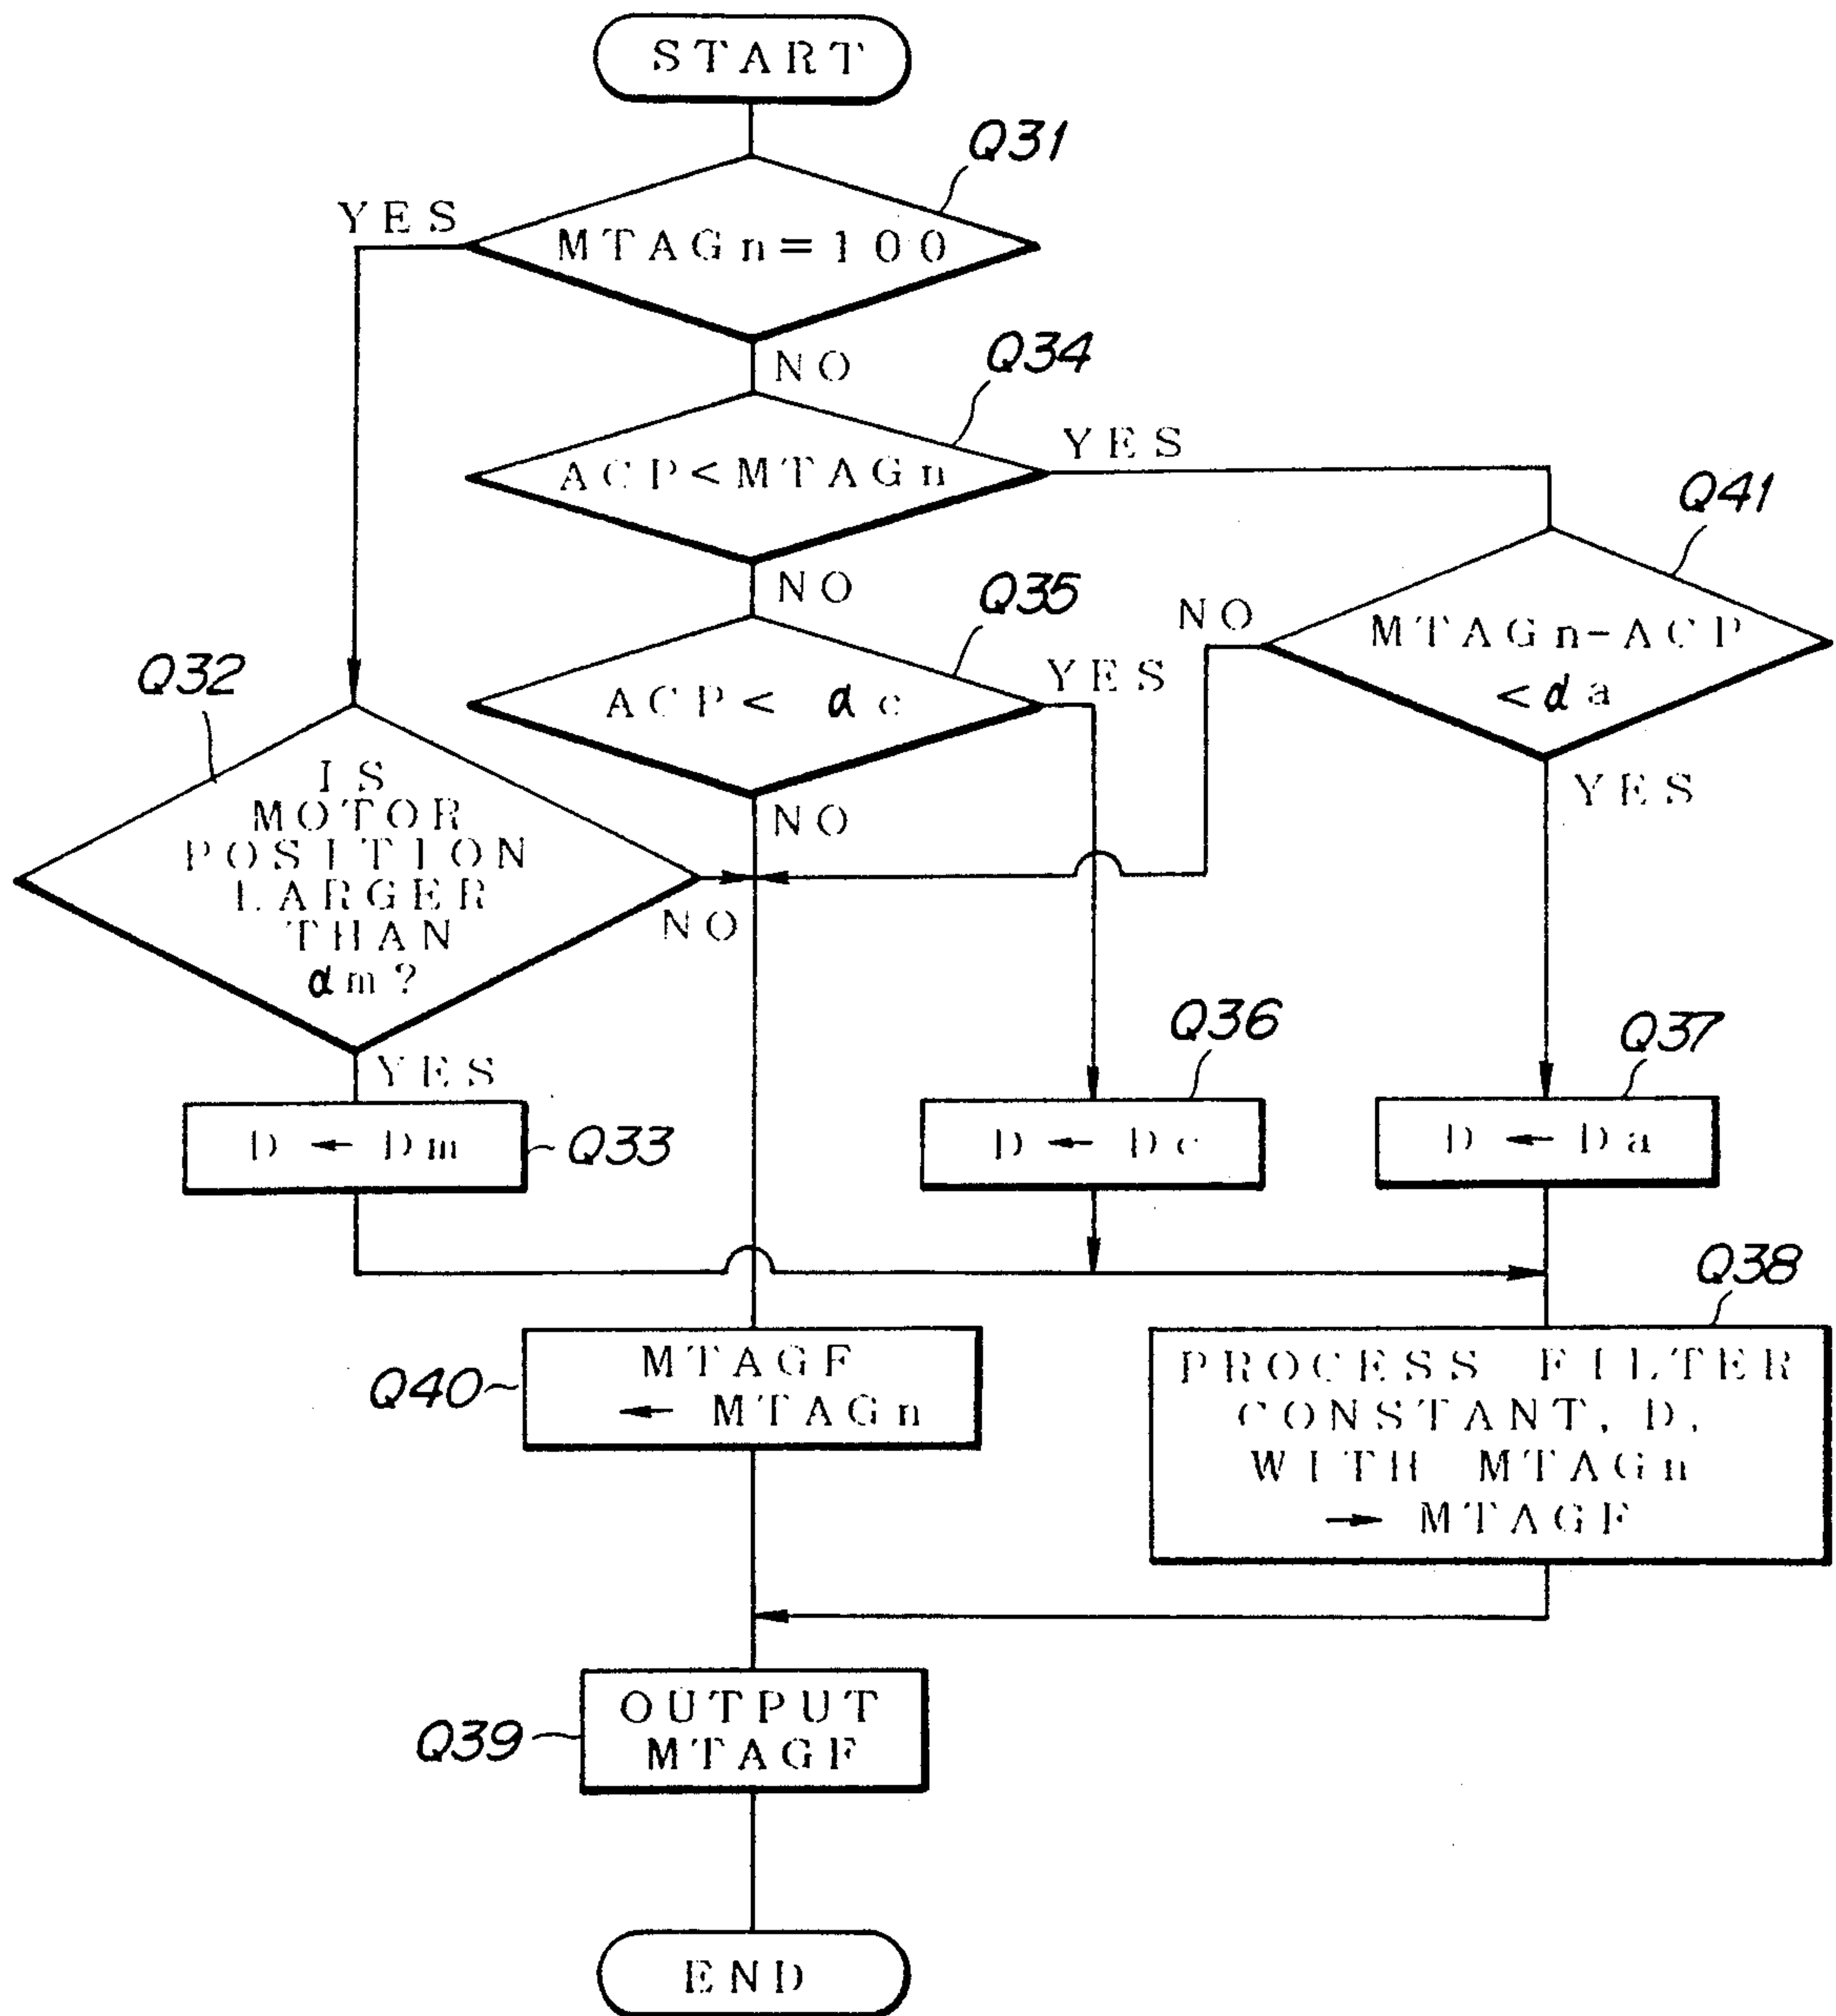 START
Q31
YES
MTAGn=100
NO
Q34
ACP<MTAGn
YES
NO
Q41
MTAGn-ACP
<αa
NO
YES
Q35
ACP< αc
YES
NO
Q32
IS
MOTOR
POSITION
LARGER
THAN
αm?
NO
YES
D ← Dm
Q33
Q36
D ← Dc
Q37
D ← Da
Q38
PROCESS FILTER
CONSTANT, D,
WITH MTAGn
→ MTAGF
Q40
MTAGF
← MTAGn
Q39
OUTPUT
MTAGF
END